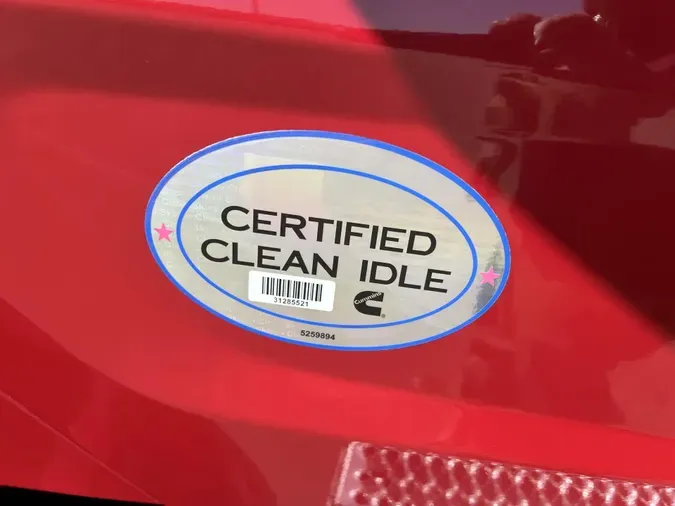 CERTIFIED
CLEAN IDLE
31285521
Cummins
5259894